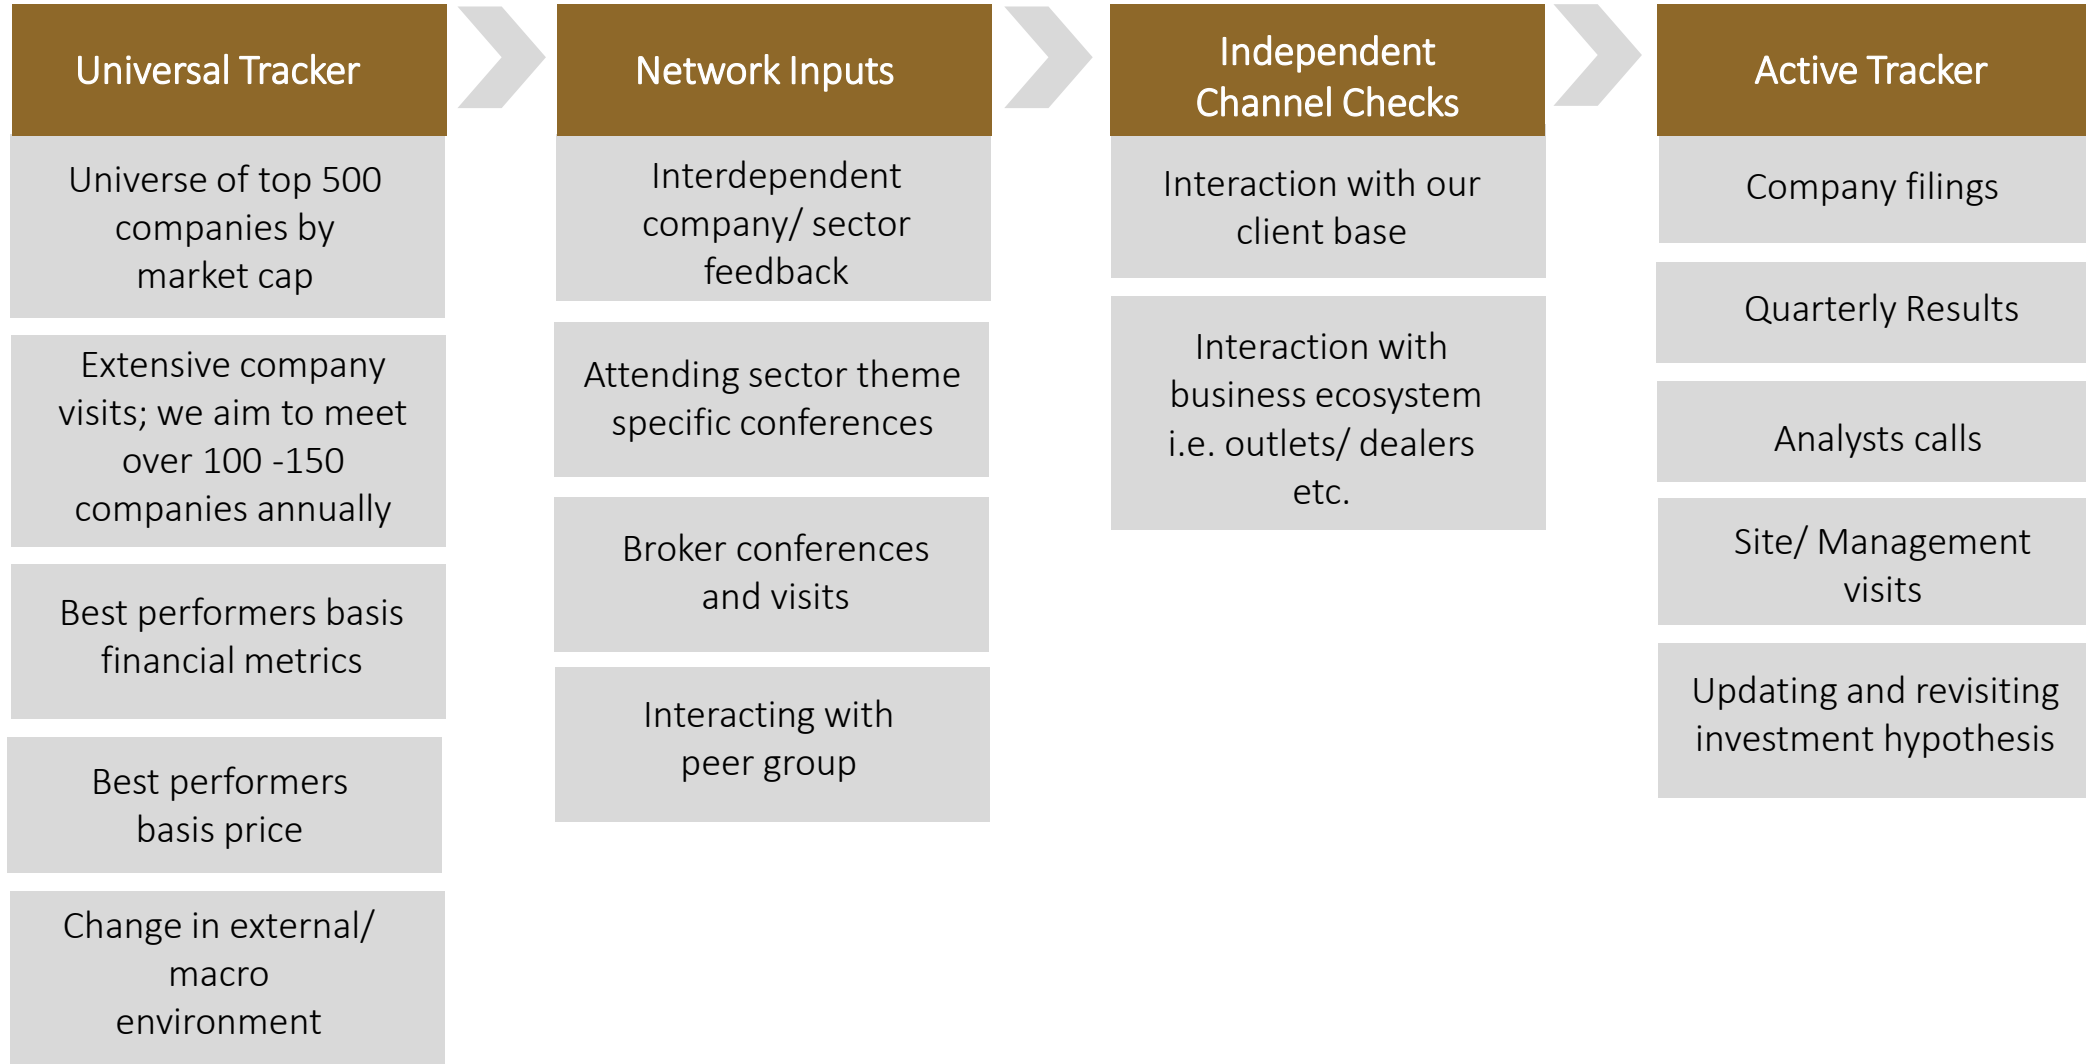 Universal Tracker
Universe of top 500
companies by
market cap
Extensive company
visits; we aim to meet
over 100 -150
companies annually
Best performers basis
financial metrics
Best performers
basis price
Change in external/
macro
environment
Network Inputs
Interdependent
company/ sector
feedback
Attending sector theme
specific conferences
Broker conferences
and visits
Interacting with
peer group
Independent
Channel Checks
Interaction with our
client base
Interaction with
business ecosystem
i.e. outlets/ dealers
etc.
Active Tracker
Company filings
Quarterly Results
Analysts calls
Site/ Management
visits
Updating and revisiting
investment hypothesis